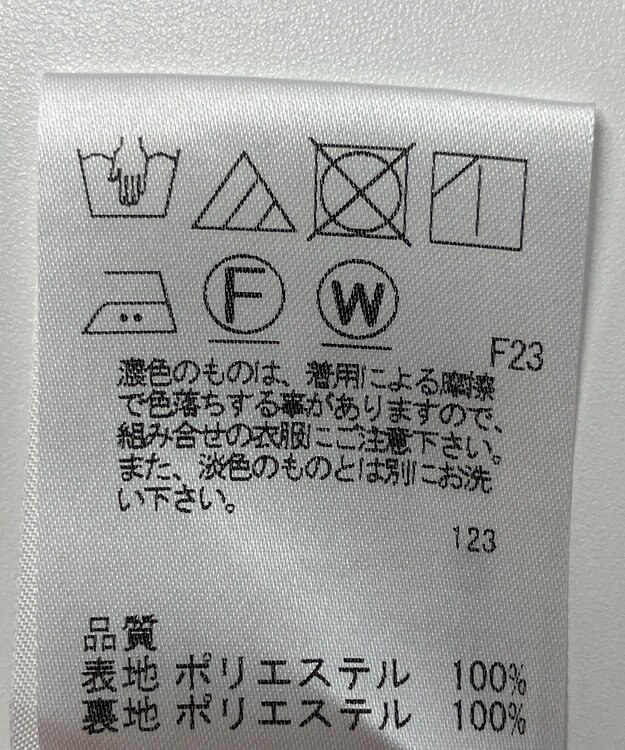 F
W
F23
濃色のものは、着用による摩擦
で色落ちする事がありますので、
組み合せの衣服にご注意下さい。
また、淡色のものとは別にお洗
い下さい。
123
品質
表地 ポリエステル 100%
裏地 ポリエステル 100%